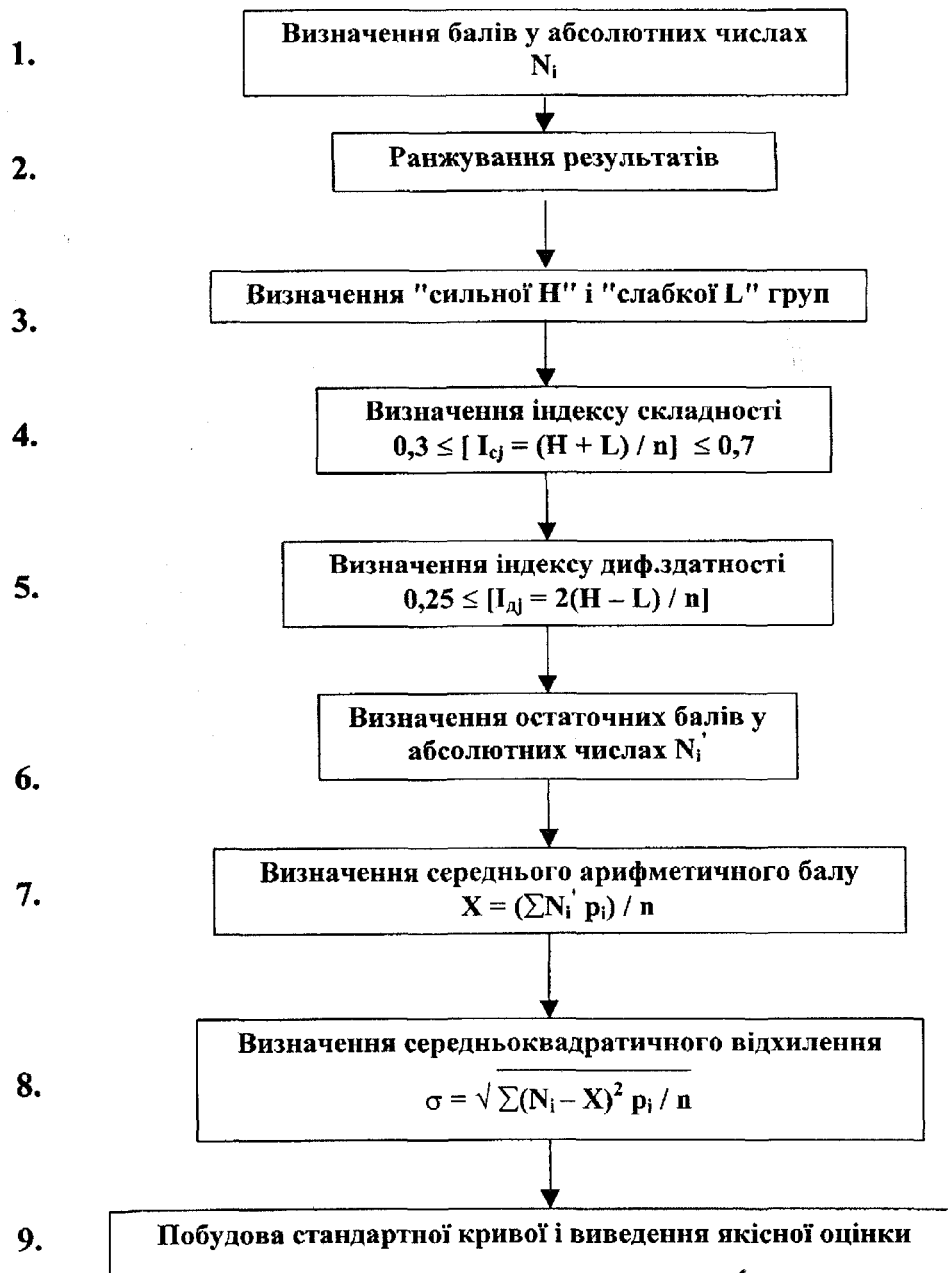 1.
Визначення балів у абсолютних числах
Nᵢ
2.
Ранжування результатів
3.
Визначення "сильної Н" і "слабкої L" груп
4.
Визначення індексу складності
0,3 ≤ [ I_cj = (H + L) / n] ≤ 0,7
5.
Визначення індексу диф.здатності
0,25 ≤ [I_дj = 2(H – L) / n]
6.
Визначення остаточних балів у
абсолютних числах Nᵢ'
7.
Визначення середнього арифметичного балу
X = (∑Nᵢ' pᵢ) / n
8.
Визначення середньоквадратичного відхилення
σ = √ ∑(Nᵢ – X)² pᵢ / n
9.
Побудова стандартної кривої і виведення якісної оцінки